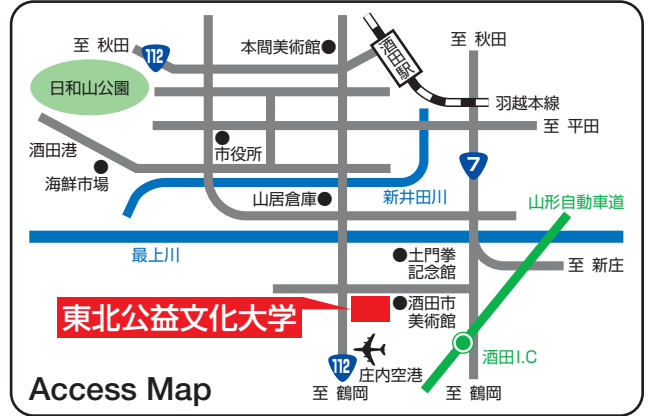 至 秋田
112
本間美術館
酒田駅
至 秋田
日和山公園
羽越本線
至 平田
酒田港
市役所
7
海鮮市場
山居倉庫
新井田川
山形自動車道
最上川
土門拳
記念館
至 新庄
東北公益文化大学
酒田市
美術館
112
庄内空港
酒田I.C
Access Map
至 鶴岡
至 鶴岡